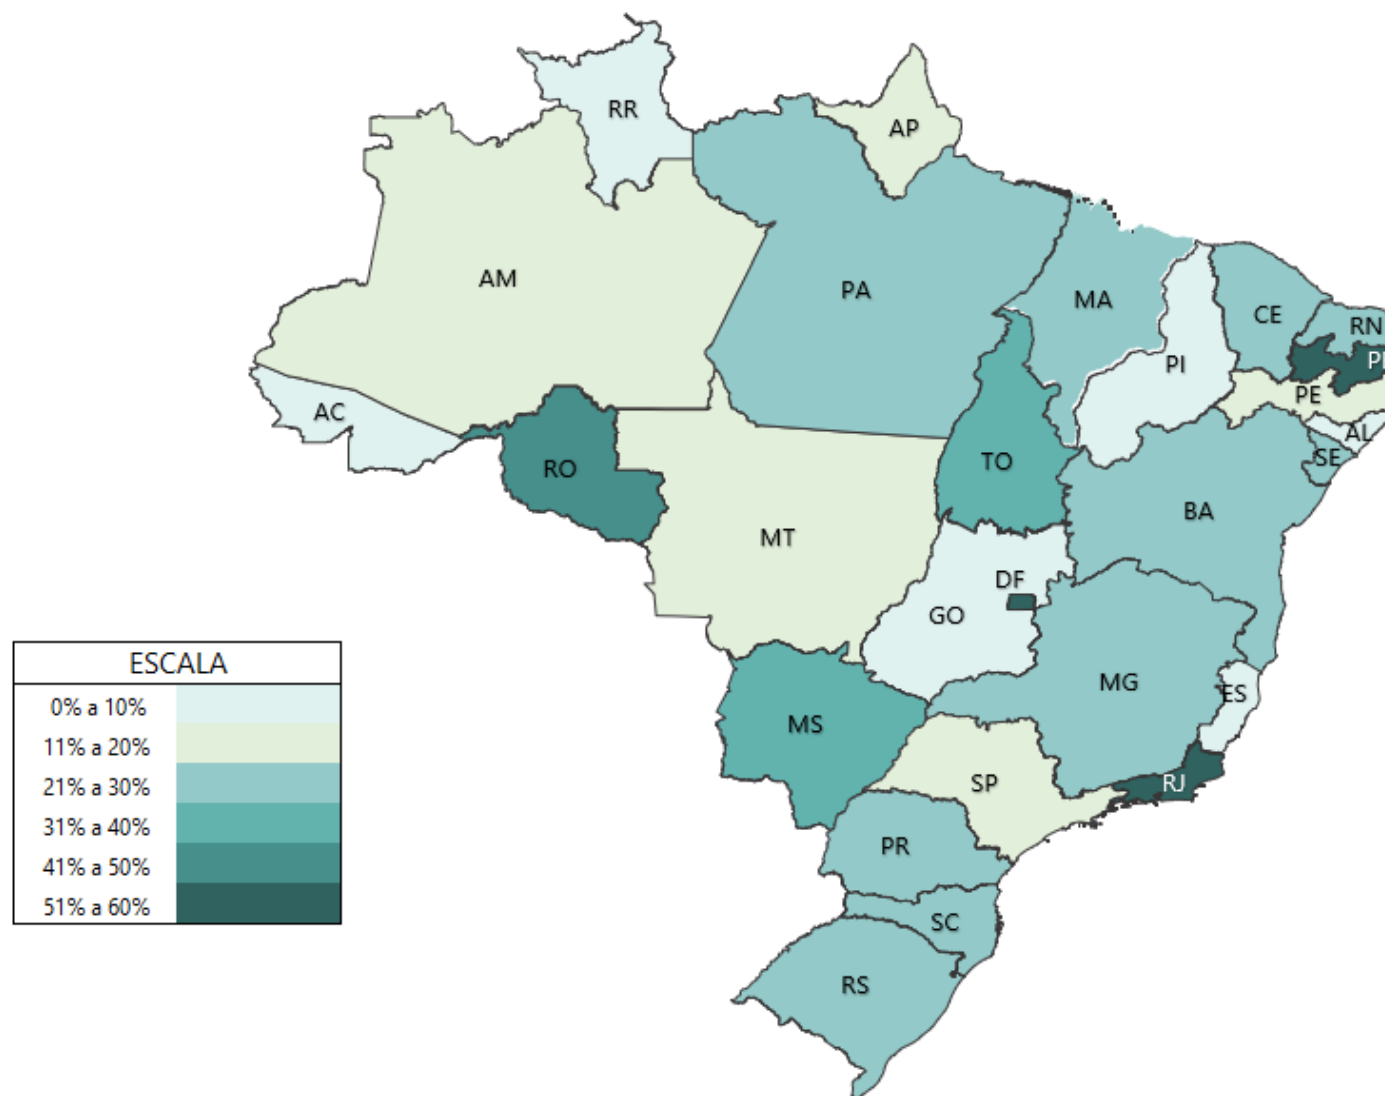 RR
AP
AM
PA
MA
CE
RN
PI
PE
AC
AL
SE
RO
TO
BA
MT
DF
GO
MG
ES
MS
SP
RJ
PR
SC
RS
ESCALA
0% a 10%
11% a 20%
21% a 30%
31% a 40%
41% a 50%
51% a 60%